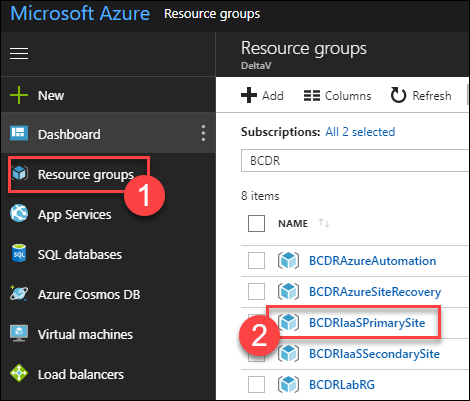 Microsoft Azure Resource groups
New
Dashboard
Resource groups
1
App Services
SQL databases
Azure Cosmos DB
Virtual machines
Load balancers
Resource groups
DeltaV
Add Columns Refresh
Subscriptions: All 2 selected
BCDR
8 items
NAME
BCDRAzureAutomation
BCDRAzureSiteRecovery
2
BCDRIaaSPrimarySite
BCDRIaaSSecondarySite
BCDRLabRG